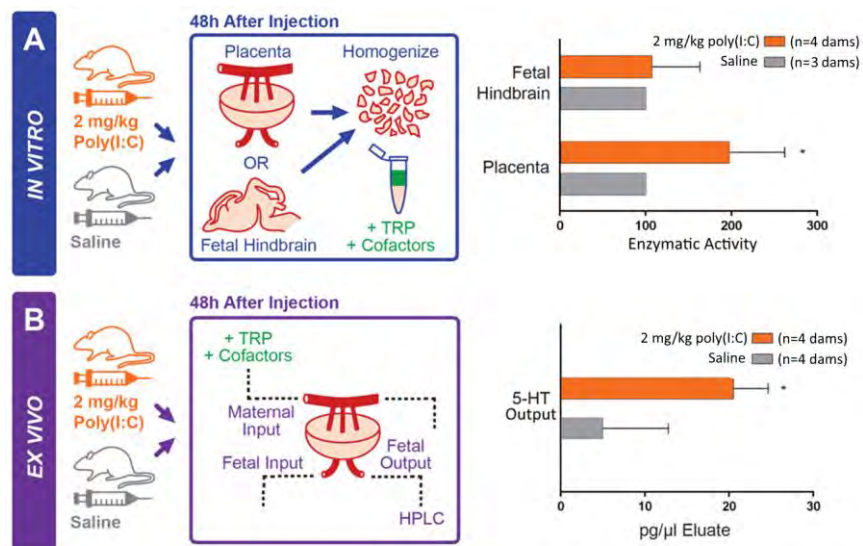 A
IN VITRO
2 mg/kg
Poly(I:C)
Saline
48h After Injection
Placenta
Homogenize
OR
Fetal Hindbrain
+ TRP
+ Cofactors
2 mg/kg poly(I:C) (n=4 dams)
Saline (n=3 dams)
Fetal
Hindbrain
Placenta
*
0 100 200 300
Enzymatic Activity
B
EX VIVO
2 mg/kg
Poly(I:C)
Saline
48h After Injection
+ TRP
+ Cofactors
Maternal
Input
Fetal Input
Fetal
Output
HPLC
2 mg/kg poly(I:C) (n=4 dams)
Saline (n=4 dams)
5-HT
Output
*
0 10 20 30
pg/µl Eluate